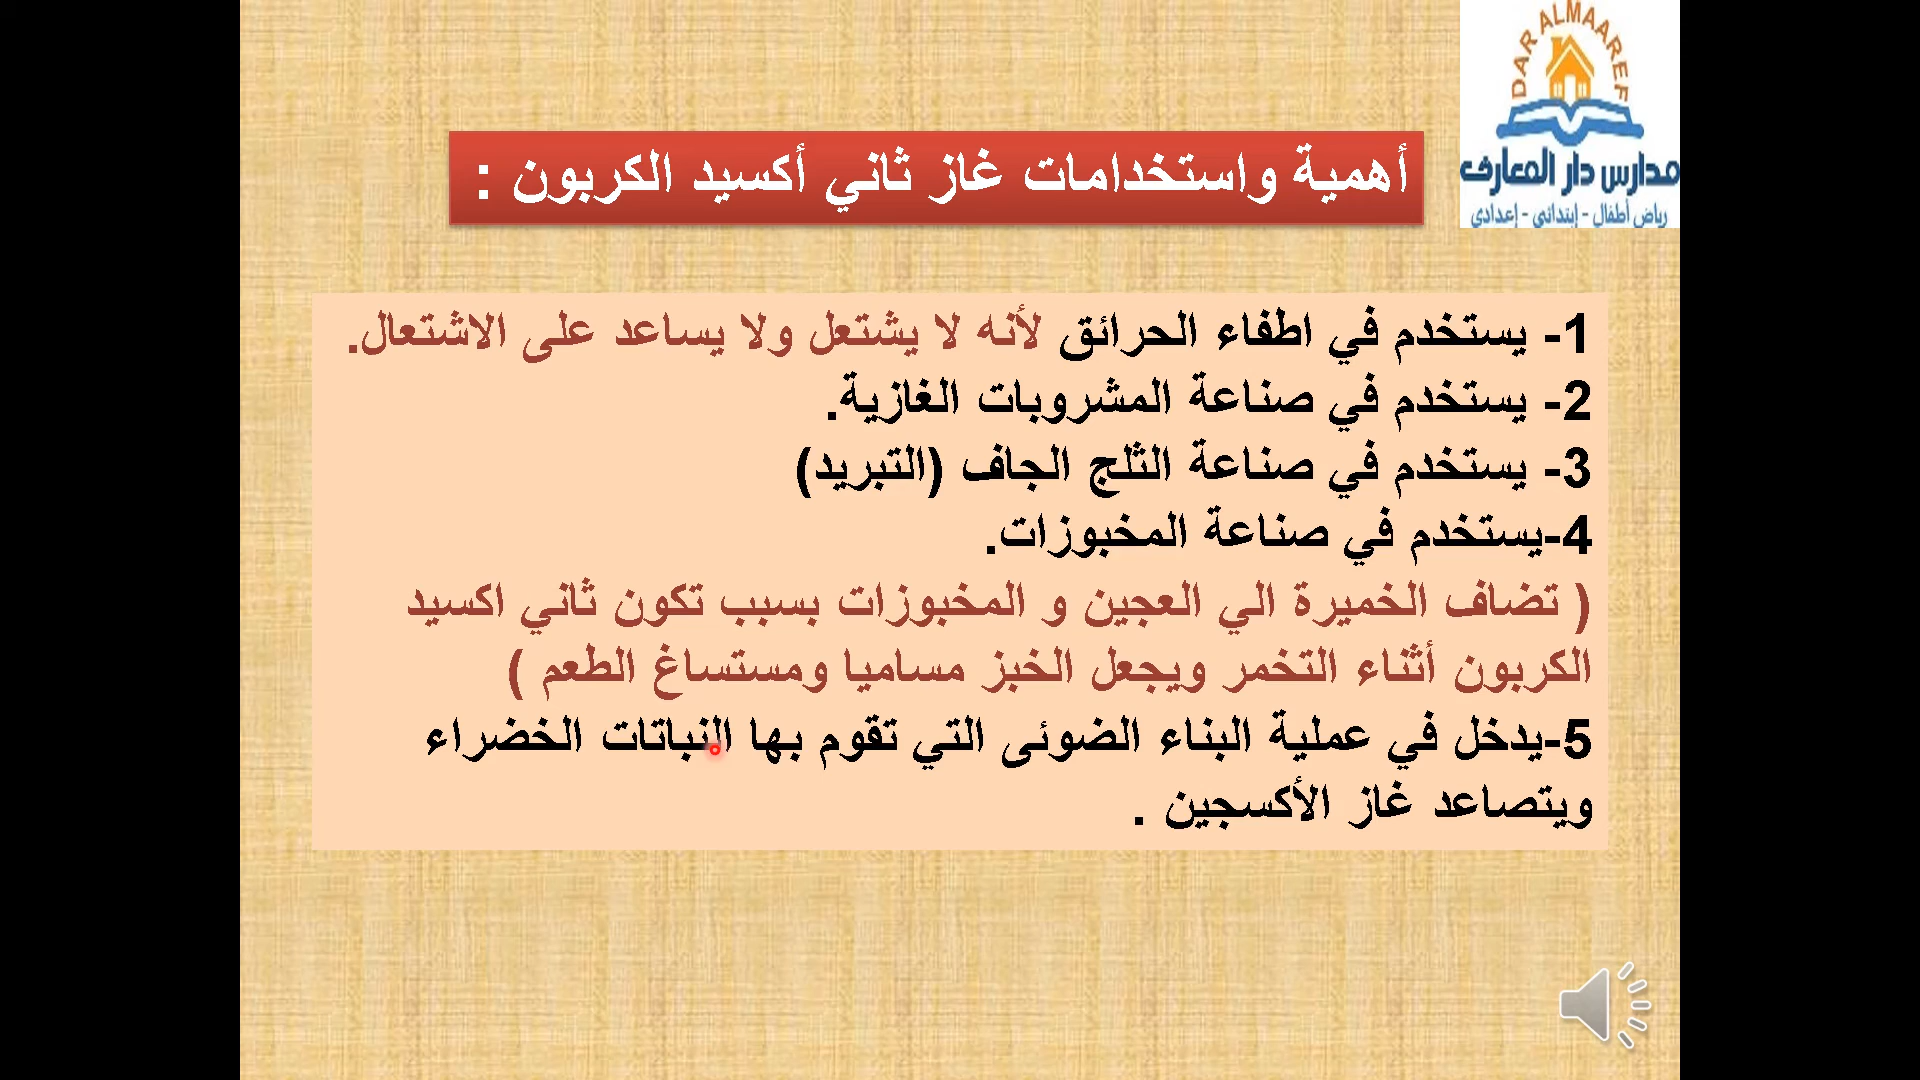 DAR ALMAAREF
مدارس دار المعارف
رياض أطفال - إبتدائى - إعدادى
أهمية واستخدامات غاز ثاني أكسيد الكربون :
1- يستخدم في اطفاء الحرائق لأنه لا يشتعل ولا يساعد على الاشتعال.
2- يستخدم في صناعة المشروبات الغازية.
3- يستخدم في صناعة الثلج الجاف (التبريد)
4-يستخدم في صناعة المخبوزات.
( تضاف الخميرة الي العجين و المخبوزات بسبب تكون ثاني اكسيد
الكربون أثناء التخمر ويجعل الخبز مساميا ومستساغ الطعم )
5-يدخل في عملية البناء الضوئى التي تقوم بها النباتات الخضراء
ويتصاعد غاز الأكسجين .